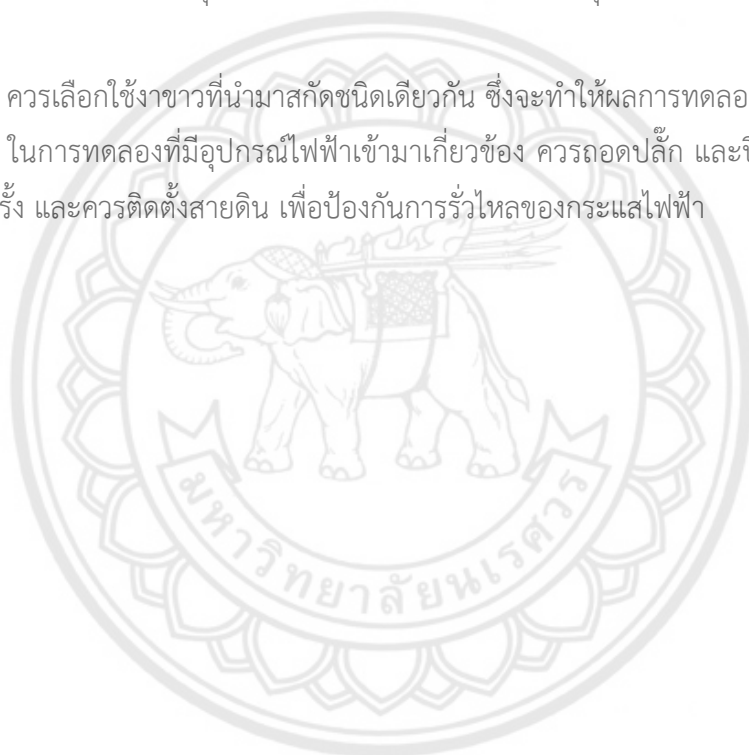 ควรเลือกใช้งาขาวที่นำมาสกัดชนิดเดียวกัน ซึ่งจะทำให้ผลการทดลอ
ในการทดลองที่มีอุปกรณ์ไฟฟ้าเข้ามาเกี่ยวข้อง ควรถอดปลั๊ก และ
รั้ง และควรติดตั้งสายดิน เพื่อป้องกันการรั่วไหลของกระแสไฟฟ้า
มหาวิทยาลัยนเรศวร